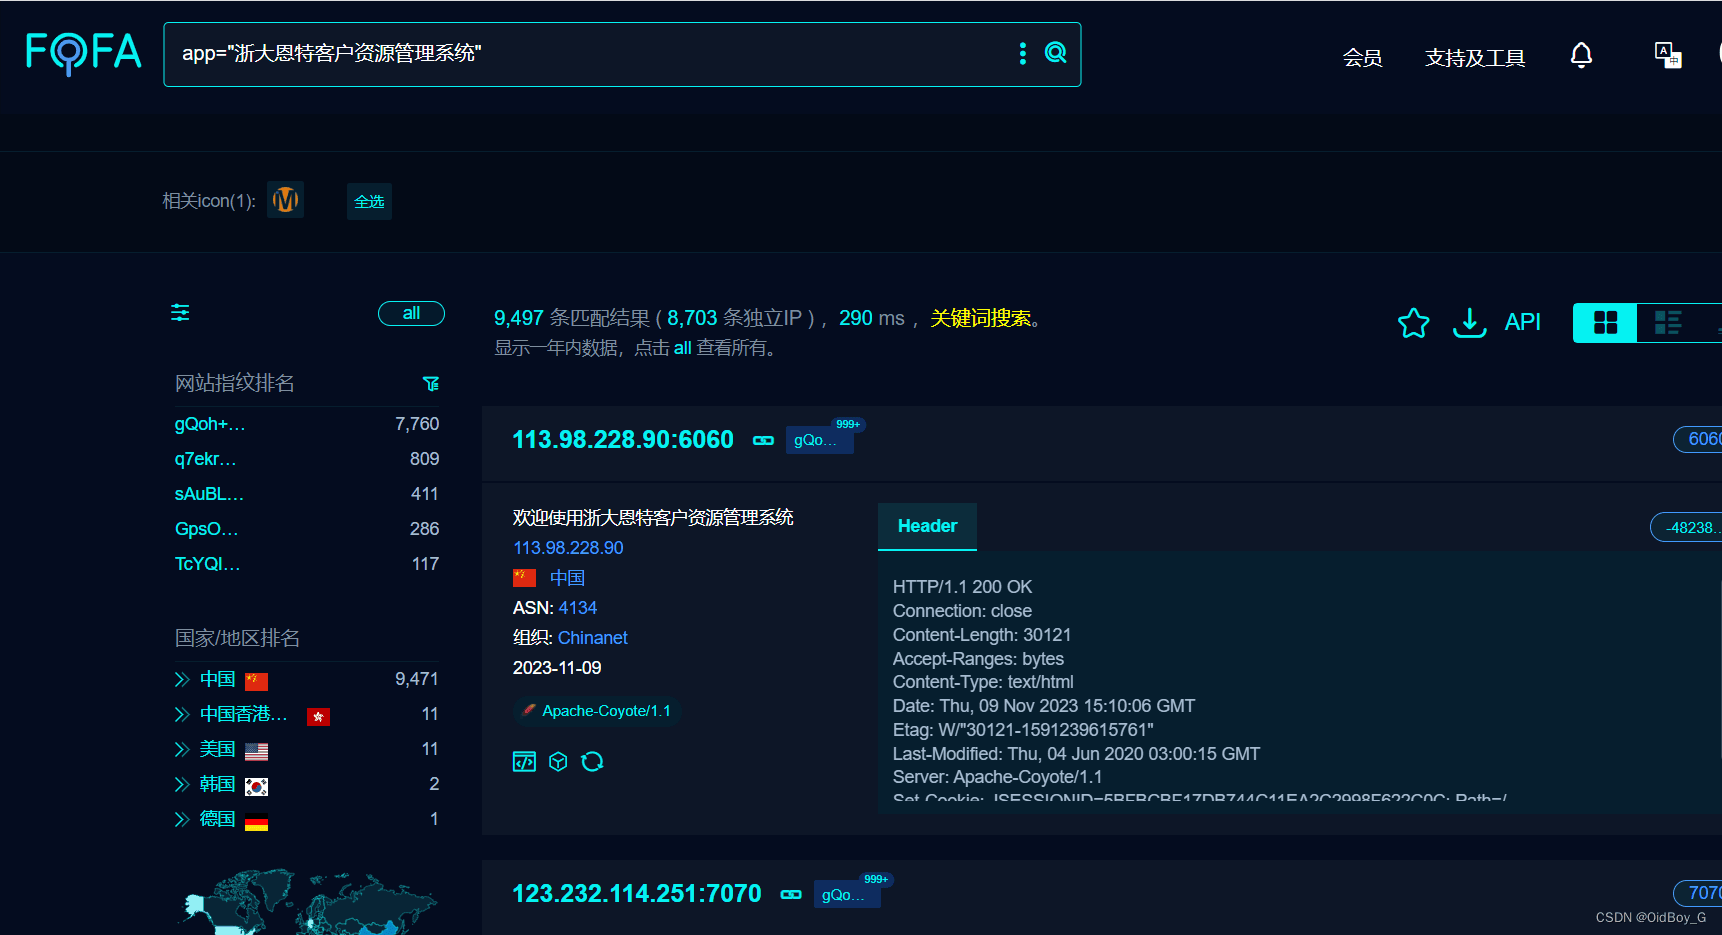 FOFA
app="浙大恩特客户资源管理系统"
会员
支持及工具
A
中
相关icon(1):
全选
all
9,497 条匹配结果 ( 8,703 条独立IP ) ，290 ms ，关键词搜索。
显示一年内数据，点击 all 查看所有。
API
网站指纹排名
gQoh+... 7,760
q7ekr... 809
sAuBL... 411
GpsO... 286
TcYQI... 117
国家/地区排名
中国 9,471
中国香港... 11
美国 11
韩国 2
德国 1
113.98.228.90:6060
gQo...
999+
6060
欢迎使用浙大恩特客户资源管理系统
113.98.228.90
中国
ASN: 4134
组织: Chinanet
2023-11-09
Apache-Coyote/1.1
Header
-48238...
HTTP/1.1 200 OK
Connection: close
Content-Length: 30121
Accept-Ranges: bytes
Content-Type: text/html
Date: Thu, 09 Nov 2023 15:10:06 GMT
Etag: W/"30121-1591239615761"
Last-Modified: Thu, 04 Jun 2020 03:00:15 GMT
Server: Apache-Coyote/1.1
Set-Cookie: JSESSIONID=5BFBCBF17DB744C11EA2C2998F622C0C; Path=/
123.232.114.251:7070
gQo...
999+
7070
CSDN @OidBoy_G